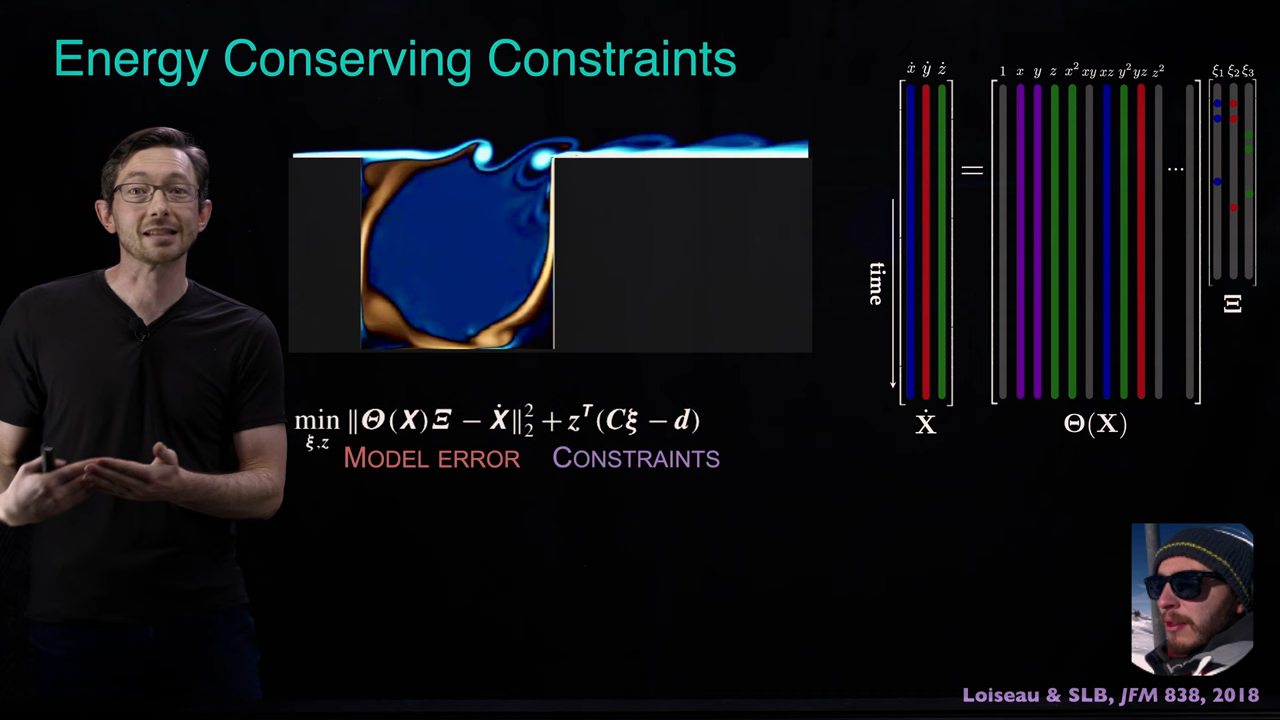 Energy Conserving Constraints
ẋ ẏ ż
1 x y z x² xy xz y² yz z²
ξ₁ ξ₂ ξ₃
=
...
time
Ẋ
Θ(X)
Ξ
min ‖Θ(X)Ξ − Ẋ‖₂² + zᵀ(Cξ − d)
ξ,z
MODEL ERROR CONSTRAINTS
Loiseau & SLB, JFM 838, 2018